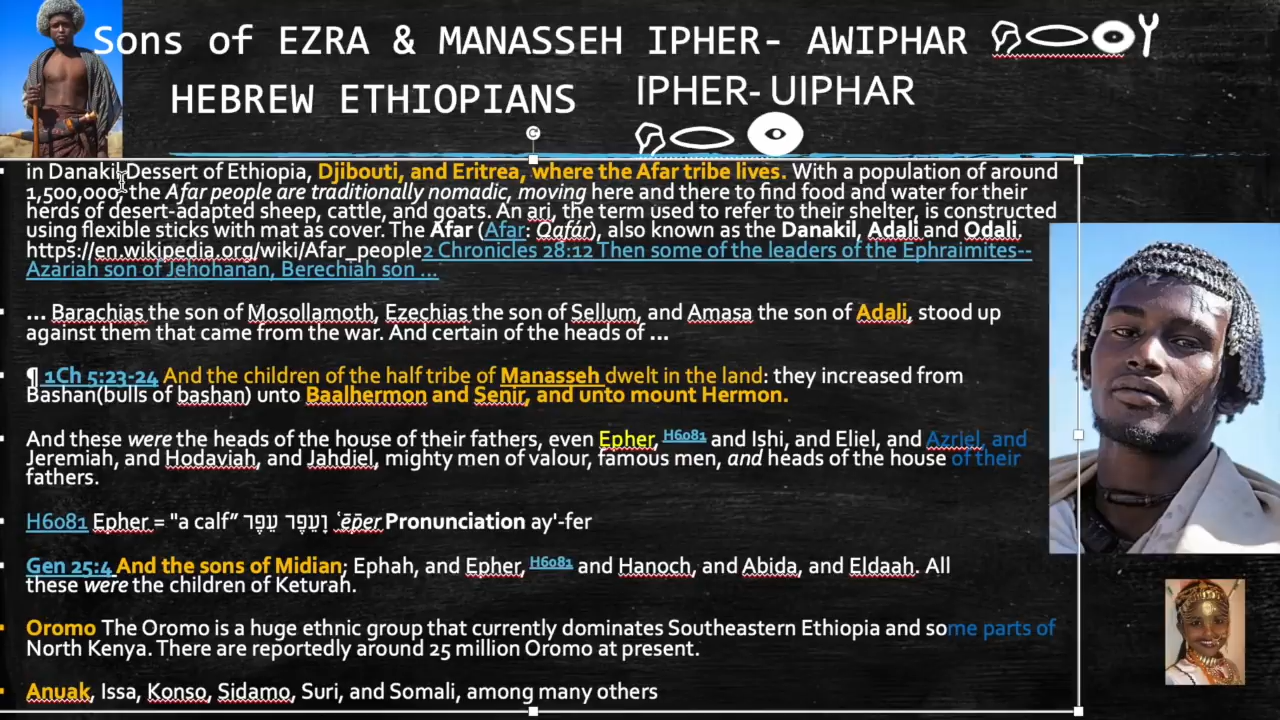 Sons of EZRA & MANASSEH IPHER- AWIPHAR
HEBREW ETHIOPIANS
IPHER-UIPHAR
in Danakil Dessert of Ethiopia, Djibouti, and Eritrea, where the Afar tribe lives. With a population of around
1,500,000, the Afar people are traditionally nomadic, moving here and there to find food and water for their
herds of desert-adapted sheep, cattle, and goats. An ari, the term used to refer to their shelter, is constructed
using flexible sticks with mat as cover. The Afar (Afar: Qafár), also known as the Danakil, Adali and Odali.
https://en.wikipedia.org/wiki/Afar_people2 Chronicles 28:12 Then some of the leaders of the Ephraimites--
Azariah son of Jehohanan, Berechiah son ...
... Barachias the son of Mosollamoth, Ezechias the son of Sellum, and Amasa the son of Adali, stood up
against them that came from the war. And certain of the heads of ...
¶ 1Ch 5:23-24 And the children of the half tribe of Manasseh dwelt in the land: they increased from
Bashan(bulls of bashan) unto Baalhermon and Senir, and unto mount Hermon.
And these were the heads of the house of their fathers, even Epher, H6081 and Ishi, and Eliel, and Azriel, and
Jeremiah, and Hodaviah, and Jahdiel, mighty men of valour, famous men, and heads of the house of their
fathers.
H6081 Epher = "a calf” וָעֵפֶר עֵפֶר ʿēp̄er Pronunciation ay'-fer
Gen 25:4 And the sons of Midian; Ephah, and Epher, H6081 and Hanoch, and Abida, and Eldaah. All
these were the children of Keturah.
Oromo The Oromo is a huge ethnic group that currently dominates Southeastern Ethiopia and some parts of
North Kenya. There are reportedly around 25 million Oromo at present.
Anuak, Issa, Konso, Sidamo, Suri, and Somali, among many others